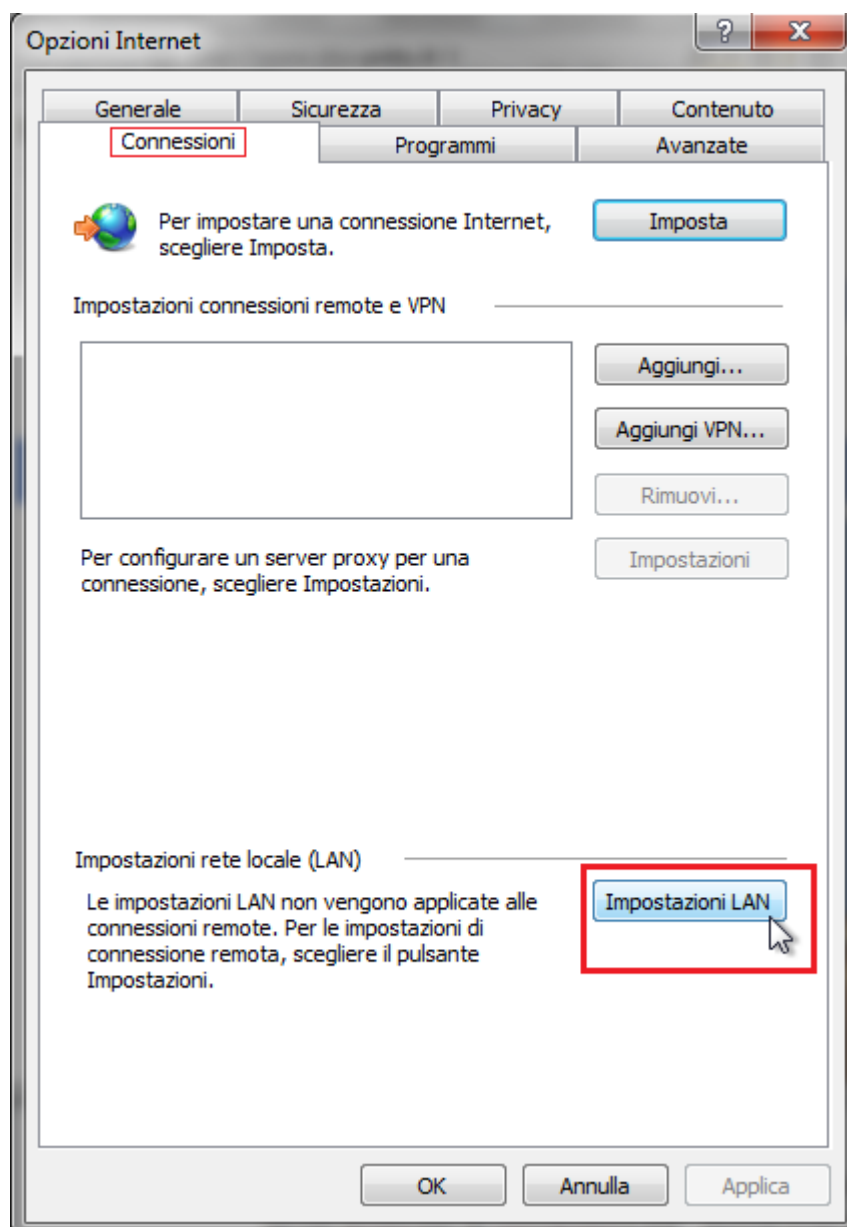 Opzioni Internet
?
Generale
Sicurezza
Privacy
Contenuto
Connessioni
Programmi
Avanzate
Per impostare una connessione Internet,
scegliere Imposta.
Imposta
Impostazioni connessioni remote e VPN
Aggiungi...
Aggiungi VPN...
Rimuovi...
Per configurare un server proxy per una
connessione, scegliere Impostazioni.
Impostazioni
Impostazioni rete locale (LAN)
Le impostazioni LAN non vengono applicate alle
connessioni remote. Per le impostazioni di
connessione remota, scegliere il pulsante
Impostazioni.
Impostazioni LAN
OK
Annulla
Applica